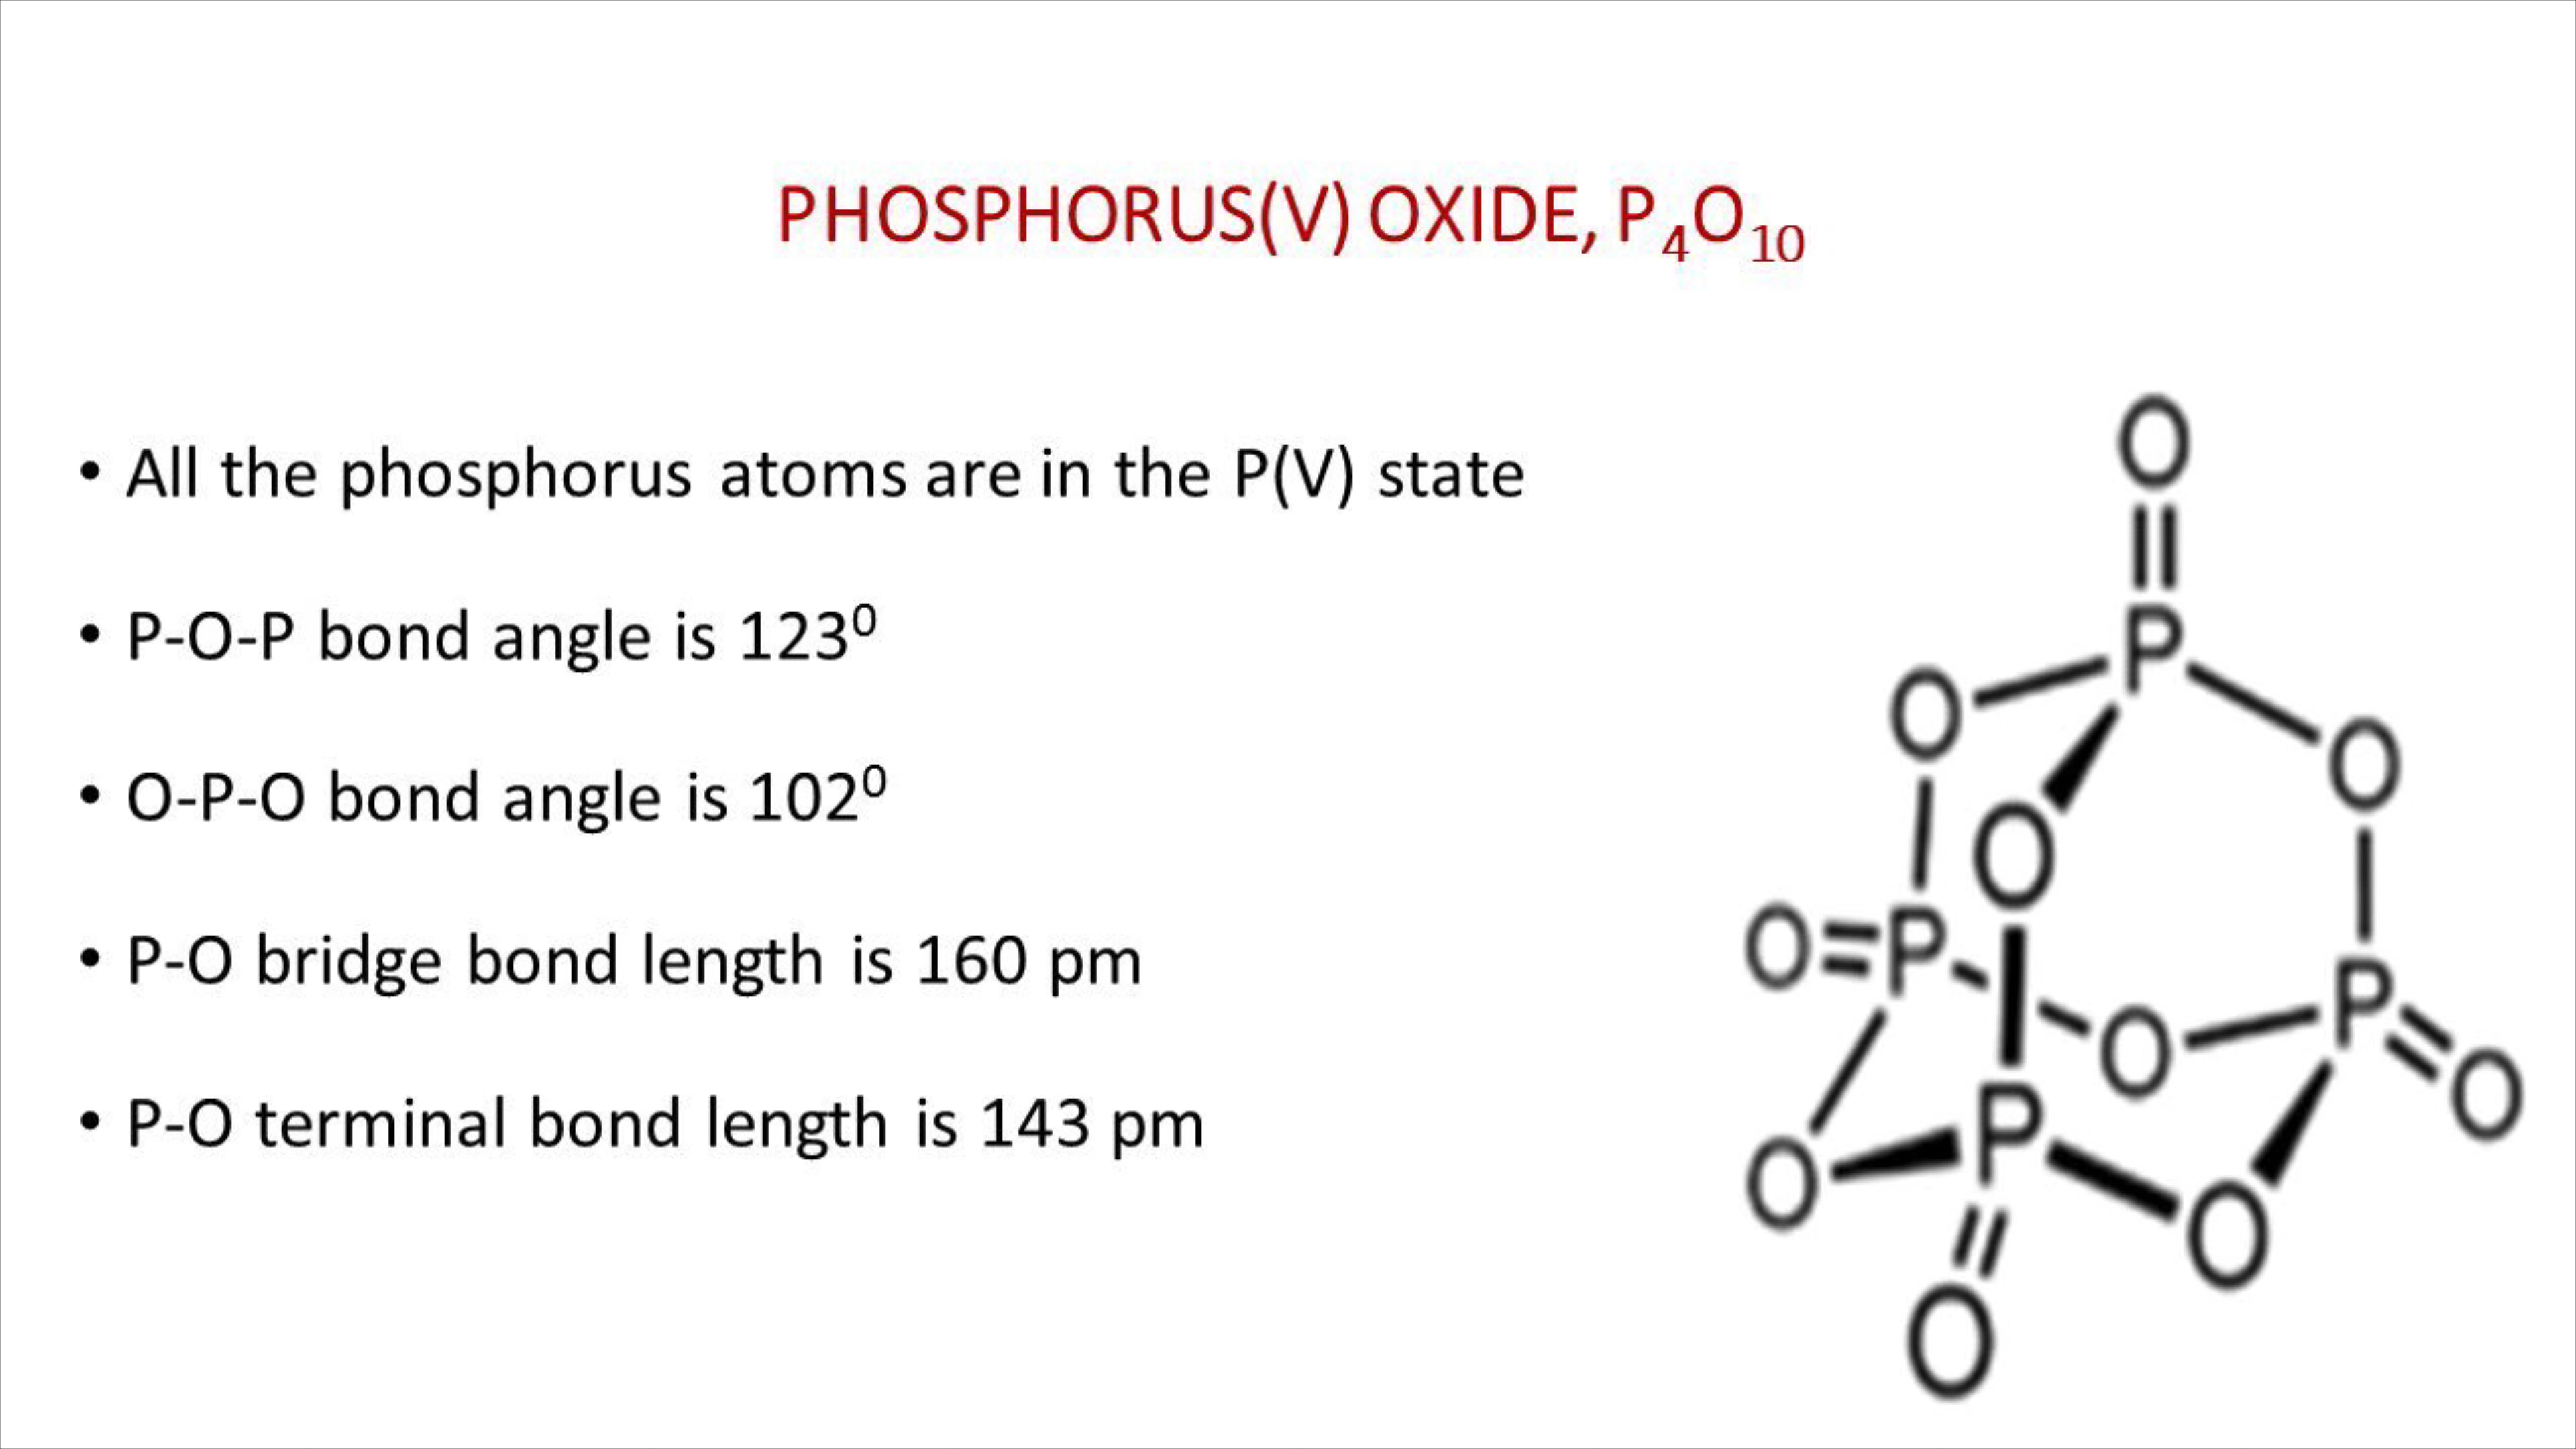 PHOSPHORUS(V) OXIDE, P₄O₁₀
• All the phosphorus atoms are in the P(V) state
• P-O-P bond angle is 123⁰
• O-P-O bond angle is 102⁰
• P-O bridge bond length is 160 pm
• P-O terminal bond length is 143 pm
O
P
O
O
O
O P
P
O
O
P
O
O
O